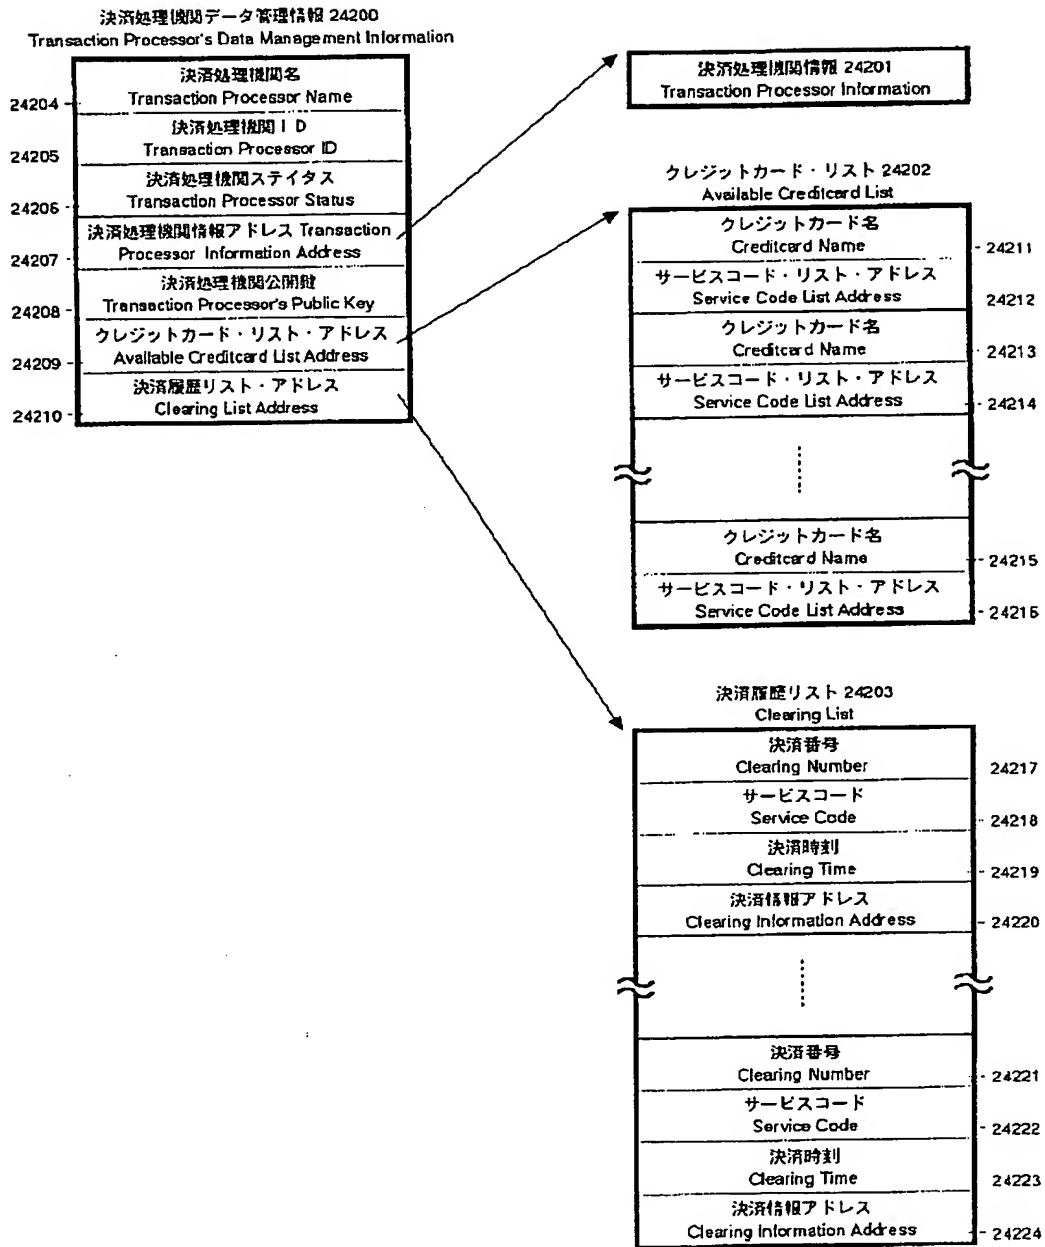 決済処理機関データ管理情報 24200
Transaction Processor's Data Management Information
決済処理機関名
Transaction Processor Name
24204
決済処理機関ID
Transaction Processor ID
24205
決済処理機関ステイタス
Transaction Processor Status
24206
決済処理機関情報アドレス Transaction
Processor Information Address
24207
決済処理機関公開鍵
Transaction Processor's Public Key
24208
クレジットカード・リスト・アドレス
Available Creditcard List Address
24209
決済履歴リスト・アドレス
Clearing List Address
24210
決済処理機関情報 24201
Transaction Processor Information
クレジットカード・リスト 24202
Available Creditcard List
クレジットカード名
Creditcard Name
24211
サービスコード・リスト・アドレス
Service Code List Address
24212
クレジットカード名
Creditcard Name
24213
サービスコード・リスト・アドレス
Service Code List Address
24214
クレジットカード名
Creditcard Name
24215
サービスコード・リスト・アドレス
Service Code List Address
24216
決済履歴リスト 24203
Clearing List
決済番号
Clearing Number
24217
サービスコード
Service Code
24218
決済時刻
Clearing Time
24219
決済情報アドレス
Clearing Information Address
24220
決済番号
Clearing Number
24221
サービスコード
Service Code
24222
決済時刻
Clearing Time
24223
決済情報アドレス
Clearing Information Address
24224